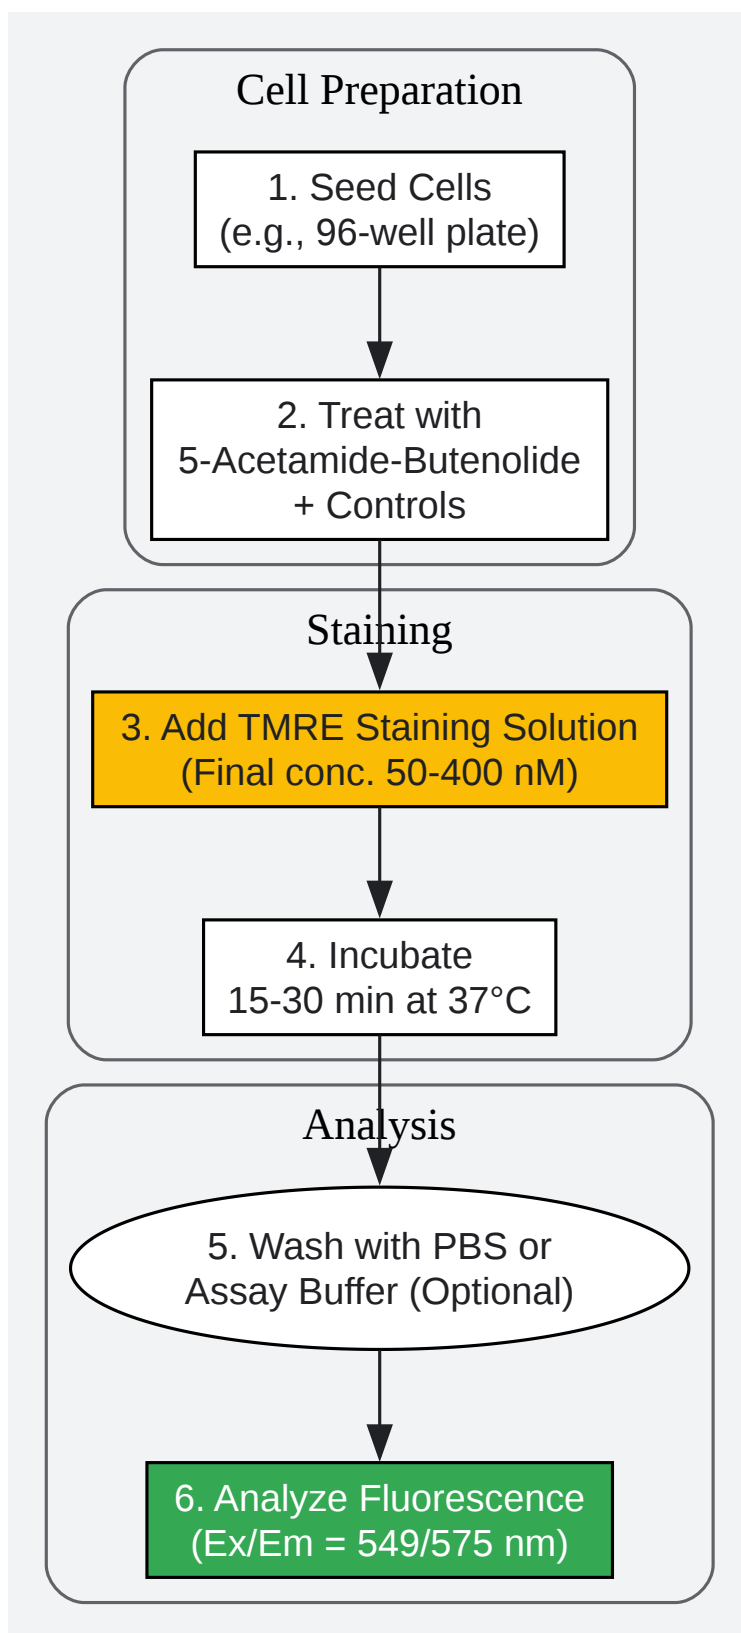 Cell Preparation
1. Seed Cells
(e.g., 96-well plate)
2. Treat with
5-Acetamide-Butenolide
+ Controls
Staining
3. Add TMRE Staining Solution
(Final conc. 50-400 nM)
4. Incubate
15-30 min at 37°C
Analysis
5. Wash with PBS or
Assay Buffer (Optional)
6. Analyze Fluorescence
(Ex/Em = 549/575 nm)